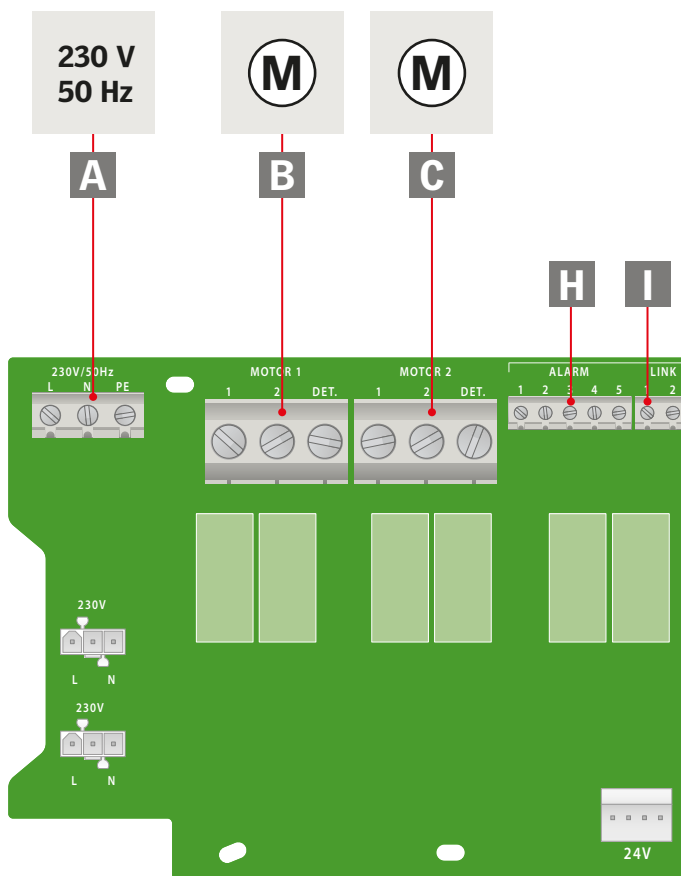 230 V
50 Hz
M
M
A
B
C
H
I
230V/50Hz
L N PE
MOTOR 1
1 2 DET.
MOTOR 2
1 2 DET.
ALARM
1 2 3 4 5
LINK
1 2
230V
L N
230V
L N
24V